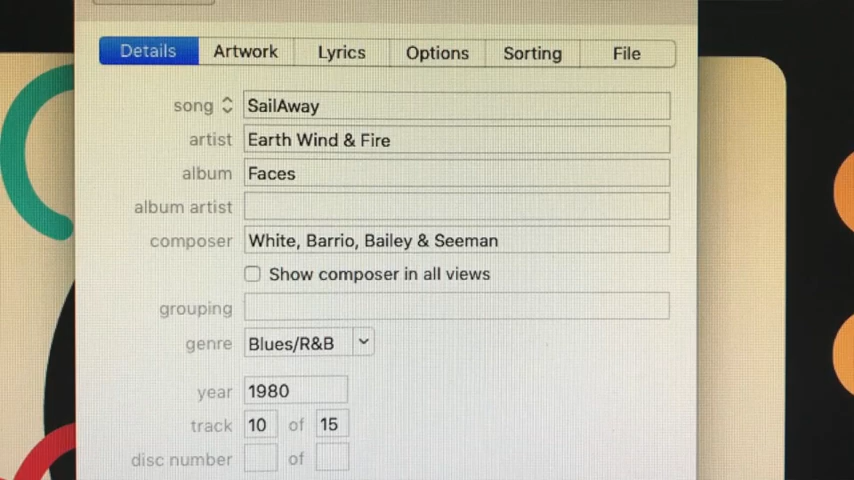 Details Artwork Lyrics Options Sorting File
song SailAway
artist Earth Wind & Fire
album Faces
album artist
composer White, Barrio, Bailey & Seeman
Show composer in all views
grouping
genre Blues/R&B
year 1980
track 10 of 15
disc number of